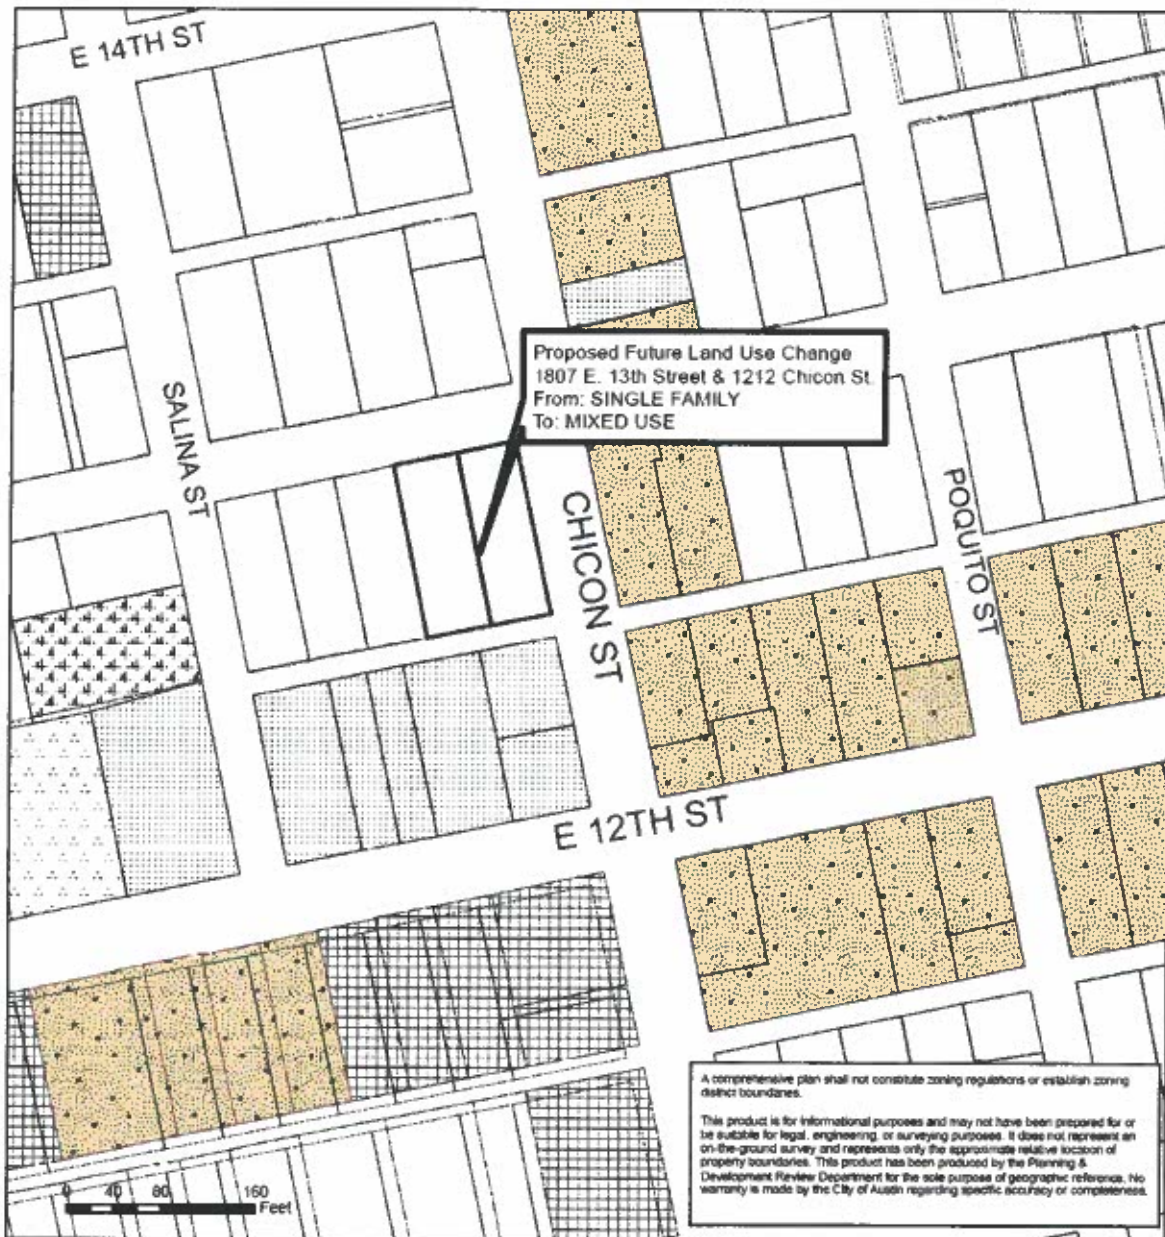 E 14TH ST
Proposed Future Land Use Change
1807 E. 13th Street & 1212 Chicon St.
From: SINGLE FAMILY
To: MIXED USE
SALINA ST
CHICON ST
POQUITO ST
E 12TH ST
A comprehensive plan shall not constitute zoning regulations or establish zoning
district boundaries.
This product is for informational purposes and may not have been prepared for or
be suitable for legal, engineering, or surveying purposes. It does not represent an
on-the-ground survey and represents only the approximate relative location of
property boundaries. This product has been produced by the Planning &
Development Review Department for the sole purpose of geographic reference. No
warranty is made by the City of Austin regarding specific accuracy or completeness.
0 40 80 160
Feet